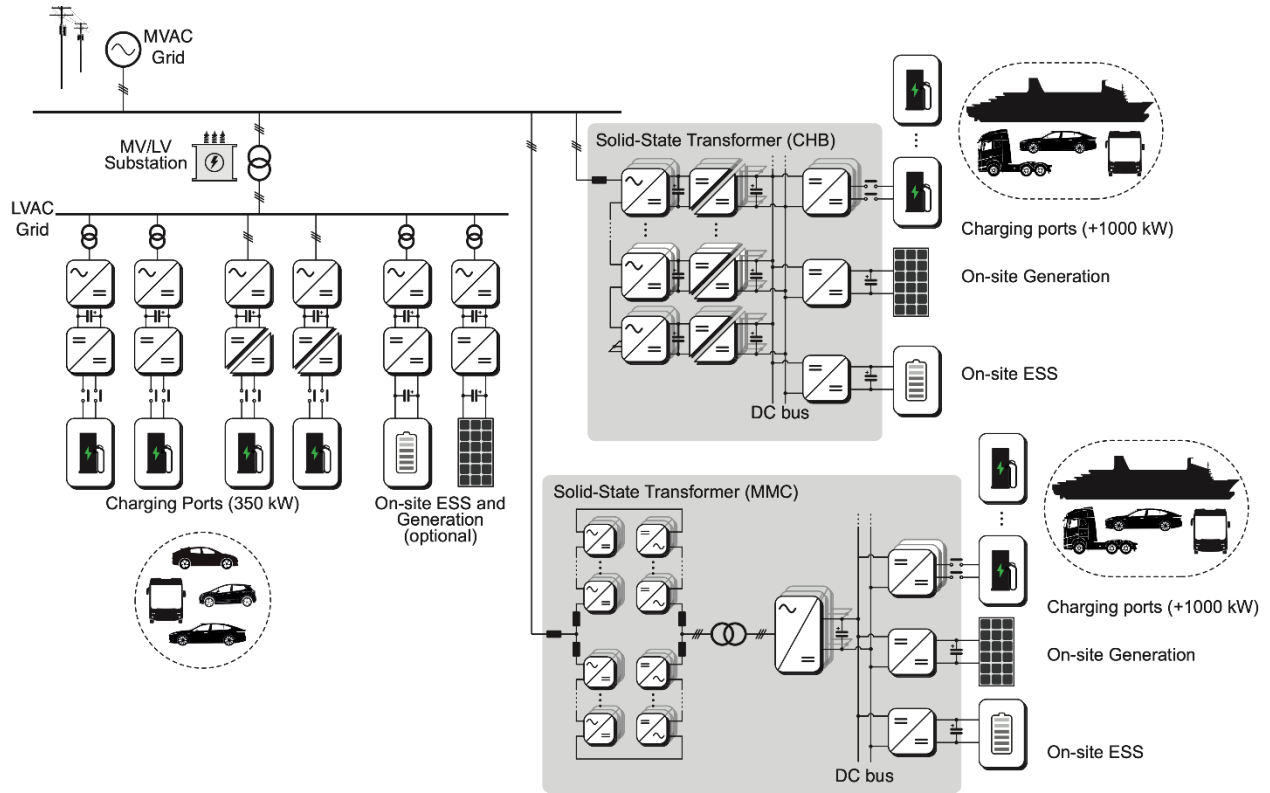 MVAC
Grid
MV/LV
Substation
LVAC
Grid
Charging Ports (350 kW)
On-site ESS and
Generation
(optional)
Solid-State Transformer (CHB)
DC bus
Charging ports (+1000 kW)
On-site Generation
On-site ESS
Solid-State Transformer (MMC)
DC bus
Charging ports (+1000 kW)
On-site Generation
On-site ESS